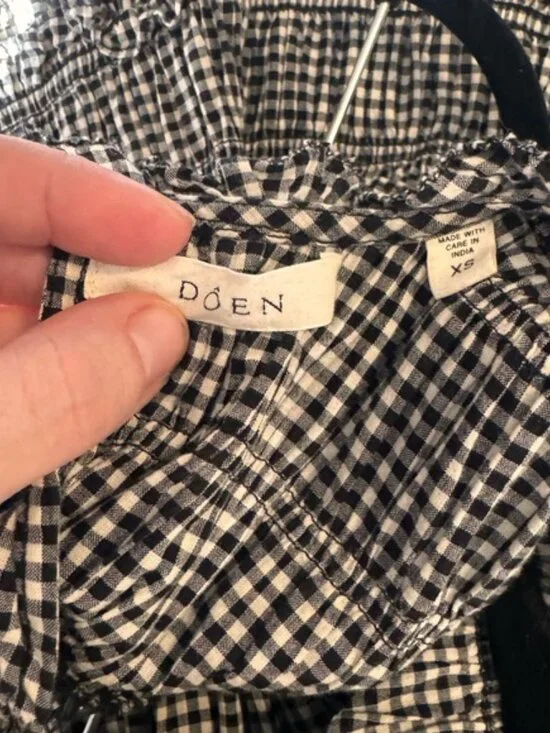 DÔEN
MADE WITH
CARE IN
INDIA
XS